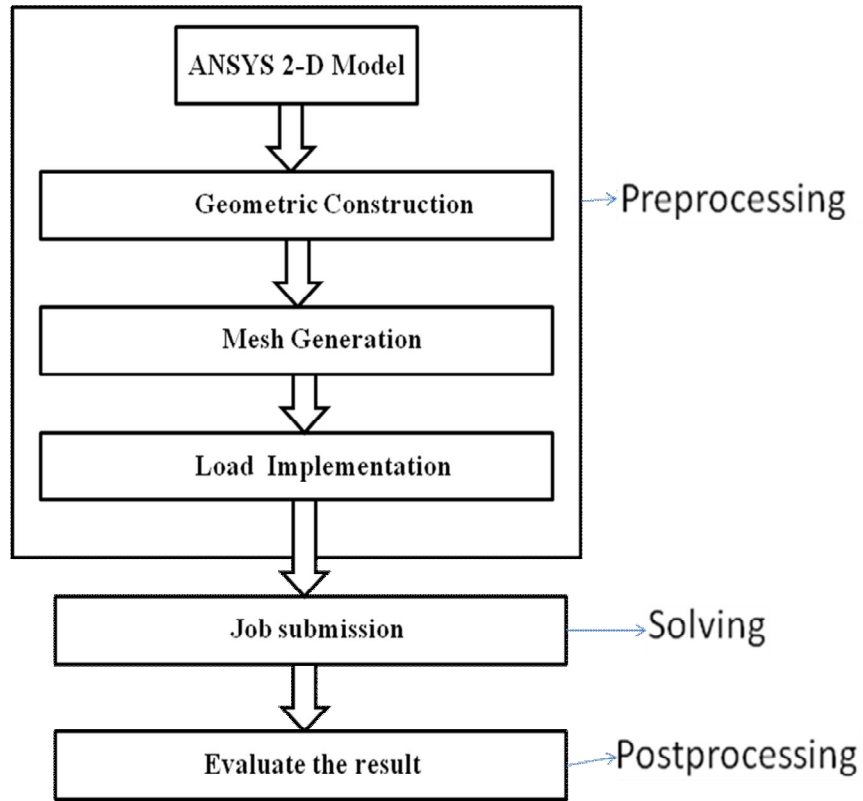 ANSYS 2-D Model
Geometric Construction
Preprocessing
Mesh Generation
Load Implementation
Job submission
Solving
Evaluate the result
Postprocessing